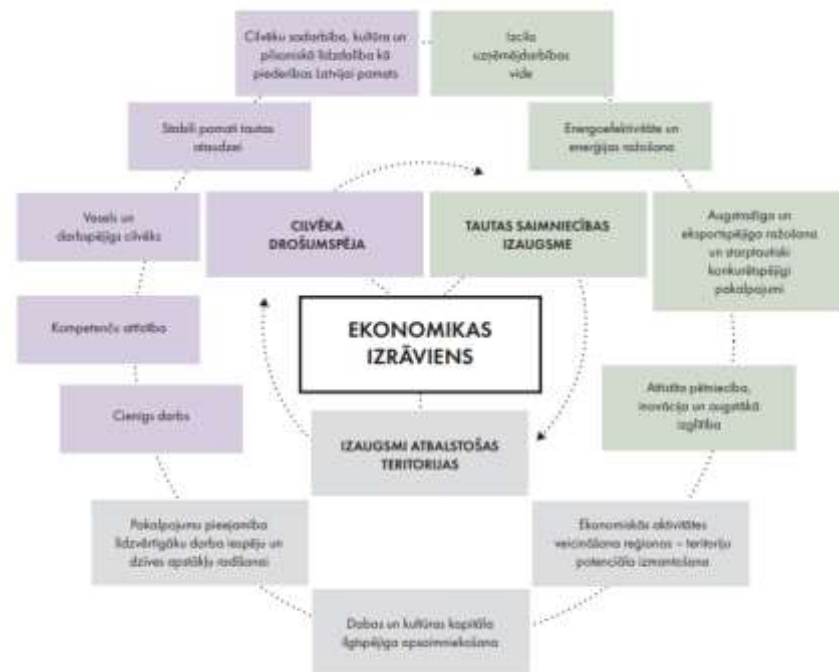 Cilvēku sadarbība, kultūra un
pilsoniskā līdzdalība kā
piederības Latvijai pamats
Izcila
uzņēmējdarbības
vide
Stabili pamati tautas
ataudzei
Energoefektivitāte un
enerģijas ražošana
Vesels un
darbspējīgs cilvēks
CILVĒKA
DROŠUMSPĒJA
TAUTAS SAIMNIECĪBAS
IZAUGSME
Augstražīga un
eksportspējīga ražošana
un starptautiski
konkurētspējīgi
pakalpojumi
Kompetenču attīstība
EKONOMIKAS
IZRĀVIENS
Cienīgs darbs
Attīstīta pētniecība,
inovācija un augstākā
izglītība
IZAUGSMI ATBALSTOŠAS
TERITORIJAS
Pakalpojumu pieejamība
līdzvērtīgāku darba iespēju un
dzīves apstākļu radīšanai
Ekonomiskās aktivitātes
veicināšana reģionos – teritoriju
potenciāla izmantošana
Dabas un kultūras kapitāla
ilgtspējīga apsaimniekošana